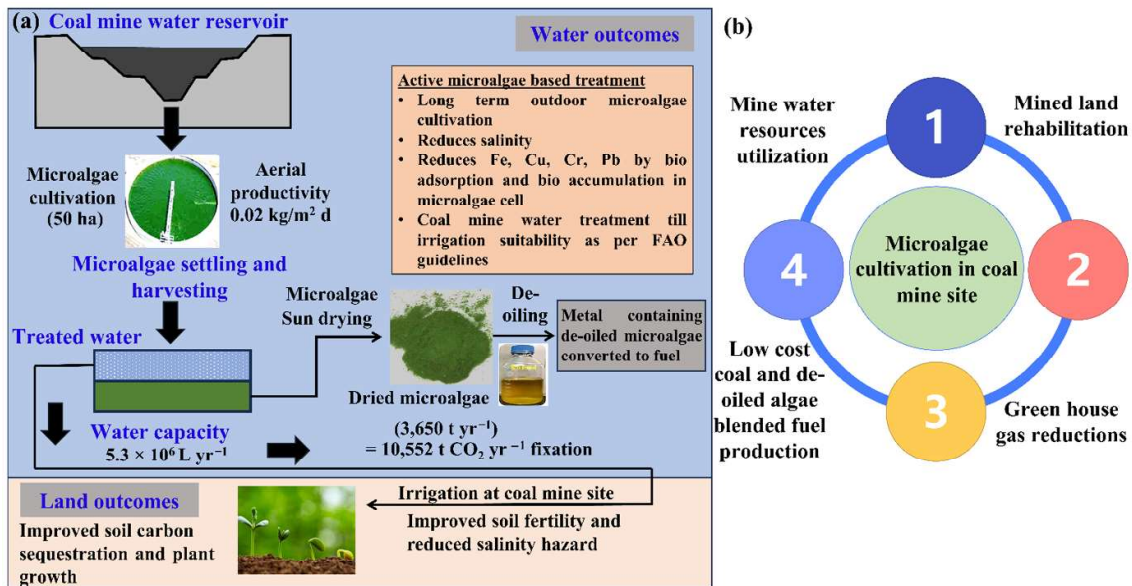 (a)
Coal mine water reservoir
Water outcomes
Active microalgae based treatment
• Long term outdoor microalgae
cultivation
• Reduces salinity
• Reduces Fe, Cu, Cr, Pb by bio
adsorption and bio accumulation in
microalgae cell
• Coal mine water treatment till
irrigation suitability as per FAO
guidelines
Microalgae
cultivation
(50 ha)
Aerial
productivity
0.02 kg/m² d
Microalgae settling and
harvesting
Treated water
Microalgae
Sun drying
De-
oiling
Metal containing
de-oiled microalgae
converted to fuel
Dried microalgae
(3,650 t yr⁻¹)
= 10,552 t CO₂ yr⁻¹ fixation
Water capacity
5.3 × 10⁶ L yr⁻¹
Land outcomes
Improved soil carbon
sequestration and plant
growth
Irrigation at coal mine site
Improved soil fertility and
reduced salinity hazard
(b)
1
Mined land
rehabilitation
2
Green house
gas reductions
3
Low cost
coal and de-
oiled algae
blended fuel
production
4
Mine water
resources
utilization
Microalgae
cultivation in coal
mine site